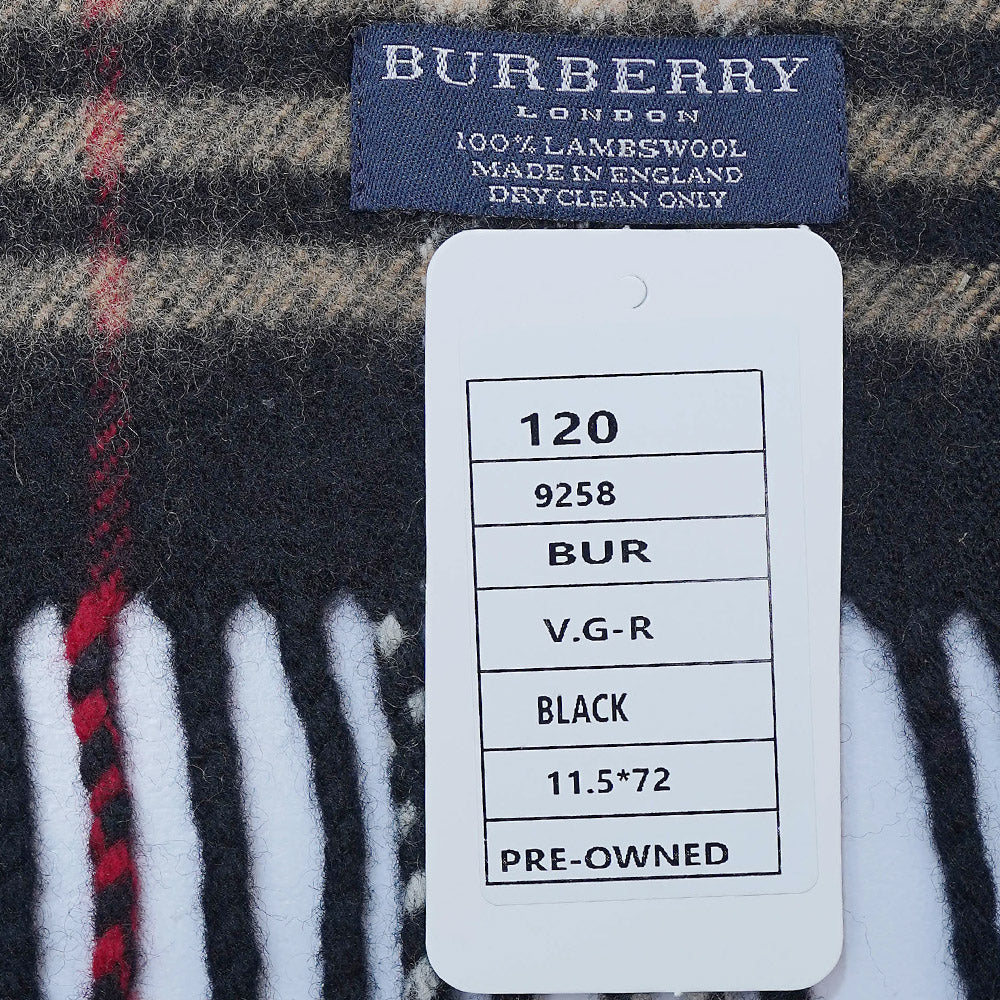 BURBERRY
LONDON
100% LAMBSWOOL
MADE IN ENGLAND
DRY CLEAN ONLY
120
9258
BUR
V.G-R
BLACK
11.5*72
PRE-OWNED